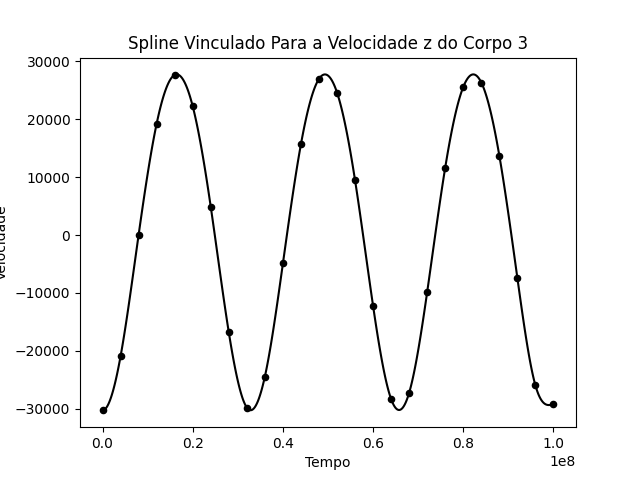 Spline Vinculado Para a Velocidade z do Corpo 3
30000
20000
10000
0
−10000
−20000
−30000
Velocidade
0.0 0.2 0.4 0.6 0.8 1.0
1e8
Tempo